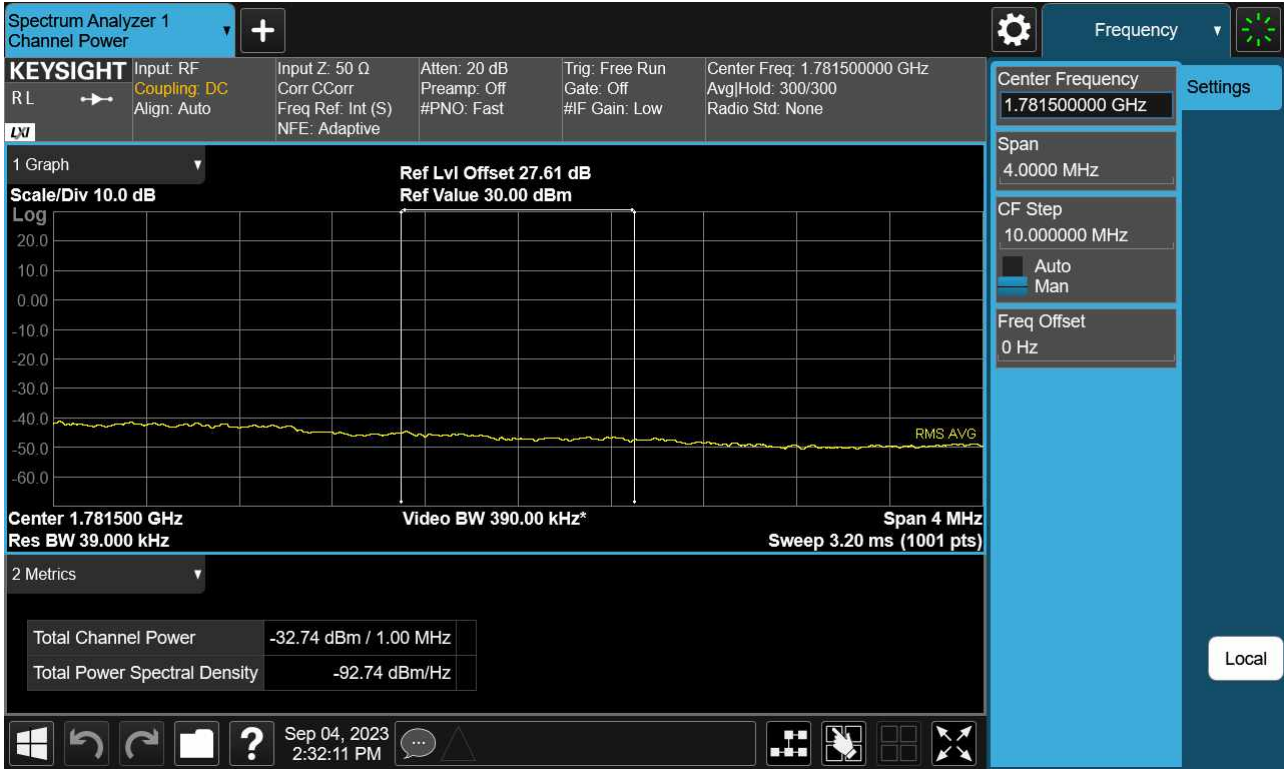 Spectrum Analyzer 1
Channel Power
Frequency
KEYSIGHT
R L
LXI
Input: RF
Coupling: DC
Align: Auto
Input Z: 50 Ω
Corr CCorr
Freq Ref: Int (S)
NFE: Adaptive
Atten: 20 dB
Preamp: Off
#PNO: Fast
Trig: Free Run
Gate: Off
#IF Gain: Low
Center Freq: 1.781500000 GHz
Avg|Hold: 300/300
Radio Std: None
Center Frequency
1.781500000 GHz
Settings
Span
4.0000 MHz
CF Step
10.000000 MHz
Auto
Man
Freq Offset
0 Hz
1 Graph
Ref Lvl Offset 27.61 dB
Scale/Div 10.0 dB
Ref Value 30.00 dBm
Log
20.0
10.0
0.00
-10.0
-20.0
-30.0
-40.0
RMS AVG
-50.0
-60.0
Center 1.781500 GHz
Video BW 390.00 kHz*
Span 4 MHz
Res BW 39.000 kHz
Sweep 3.20 ms (1001 pts)
2 Metrics
Total Channel Power
-32.74 dBm / 1.00 MHz
Total Power Spectral Density
-92.74 dBm/Hz
Local
?
Sep 04, 2023
2:32:11 PM